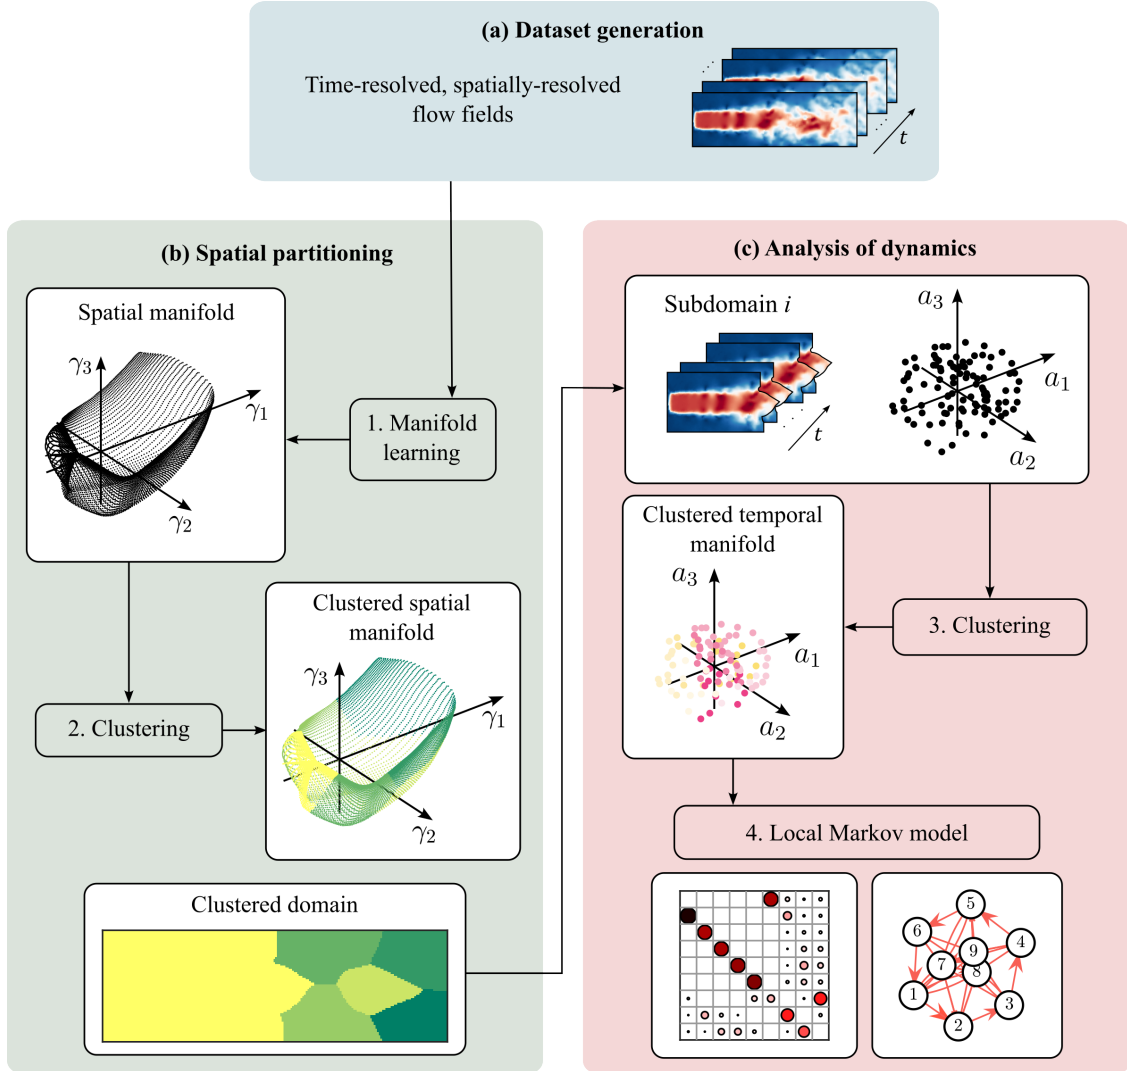 (a) Dataset generation
Time-resolved, spatially-resolved
flow fields
t
(b) Spatial partitioning
Spatial manifold
γ3
γ1
γ2
1. Manifold
learning
2. Clustering
Clustered spatial
manifold
γ3
γ1
γ2
Clustered domain
(c) Analysis of dynamics
Subdomain i
t
a3
a1
a2
3. Clustering
Clustered temporal
manifold
a3
a1
a2
4. Local Markov model
5
6
4
9
7
8
1
3
2